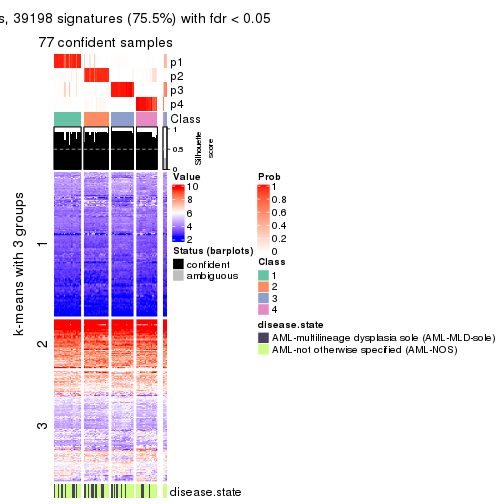 s, 39198 signatures (75.5%) with fdr < 0.05
77 confident samples
p1
p2
p3
p4
Class
1
0.5
0
Silhouette
score
k-means with 3 groups
1
2
3
disease.state
Value
10
8
6
4
2
Status (barplots)
confident
ambiguous
Prob
1
0.8
0.6
0.4
0.2
0
Class
1
2
3
4
disease.state
AML-multilineage dysplasia sole (AML-MLD-sole)
AML-not otherwise specified (AML-NOS)